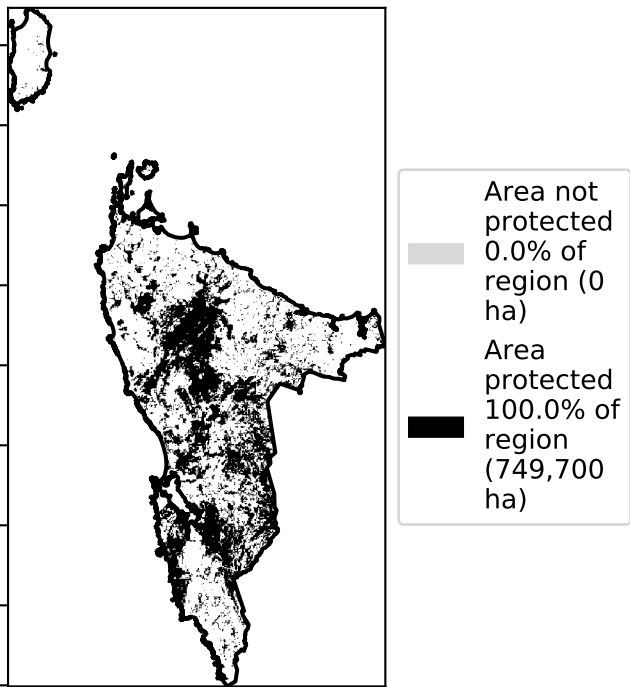 Area not
protected
0.0% of
region (0
ha)
Area
protected
100.0% of
region
(749,700
ha)